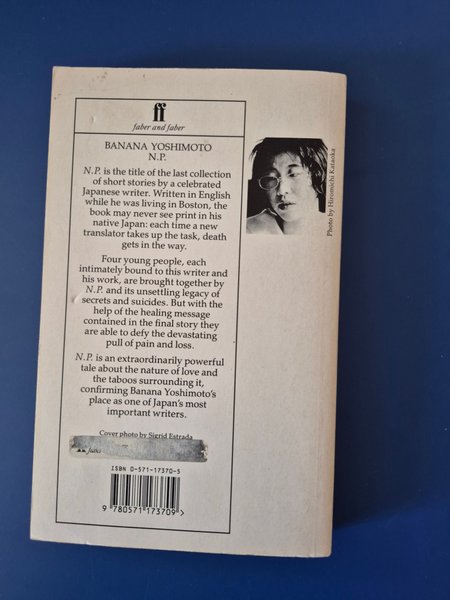 ff
faber and faber
BANANA YOSHIMOTO
N.P.
N.P. is the title of the last collection
of short stories by a celebrated
Japanese writer. Written in English
while he was living in Boston, the
book may never see print in his
native Japan: each time a new
translator takes up the task, death
gets in the way.
Four young people, each
intimately bound to this writer and
his work, are brought together by
N.P. and its unsettling legacy of
secrets and suicides. But with the
help of the healing message
contained in the final story they
are able to defy the devastating
pull of pain and loss.
N.P. is an extraordinarily powerful
tale about the nature of love and
the taboos surrounding it,
confirming Banana Yoshimoto's
place as one of Japan's most
important writers.
Cover photo by Sigrid Estrada
ISBN 0-571-17370-5
9 780571 173709 >
Photo by Hiromichi Kataoka